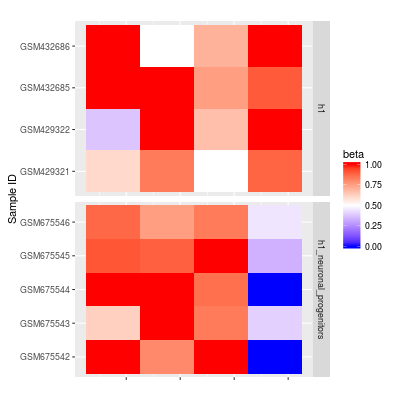 GSM432686
GSM432685
GSM429322
GSM429321
h1
GSM675546
GSM675545
GSM675544
GSM675543
GSM675542
h1_neuronal_progenitors
Sample ID
beta
1.00
0.75
0.50
0.25
0.00